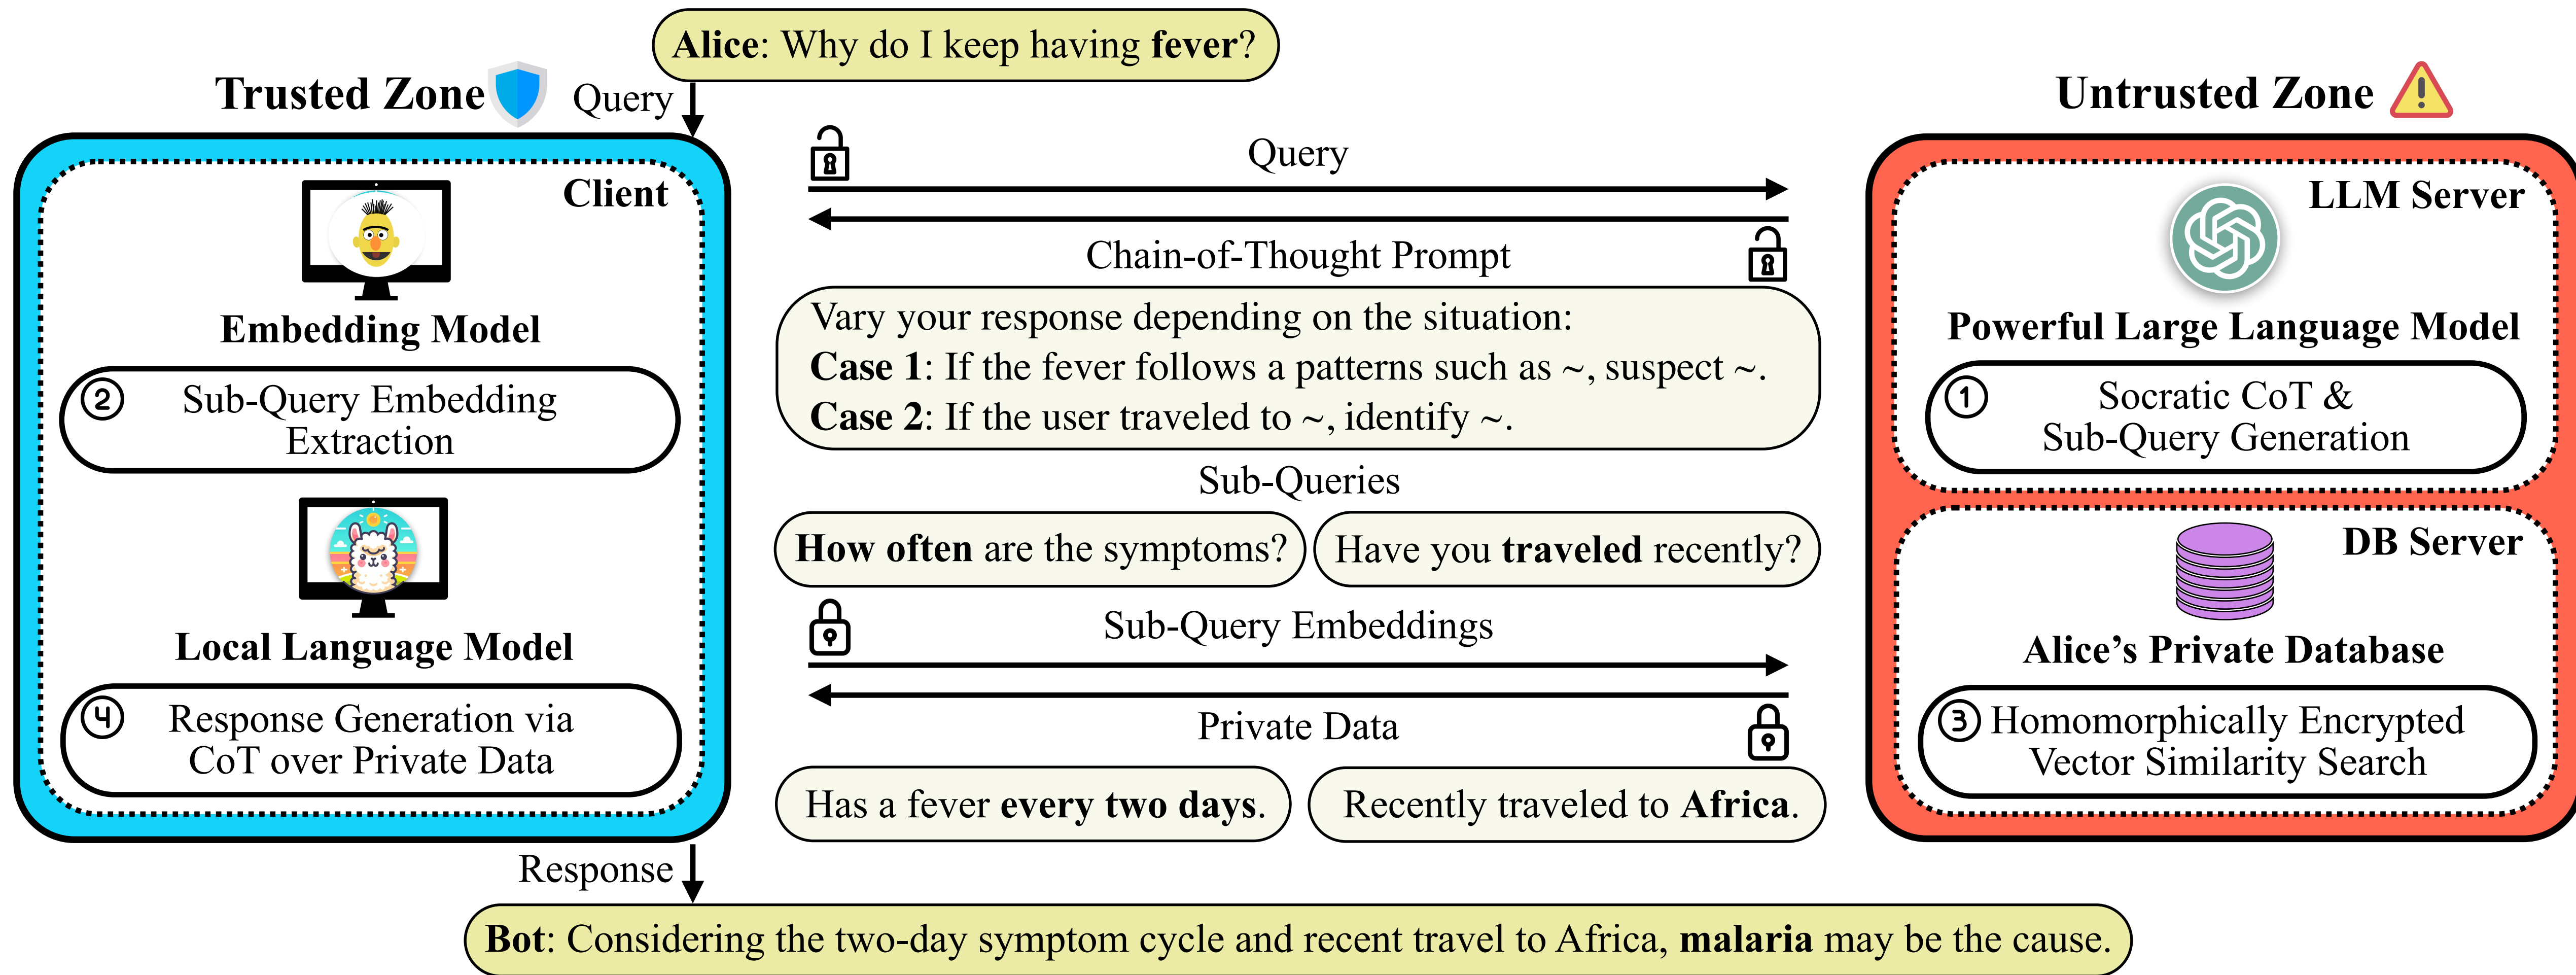 Alice: Why do I keep having fever?
Trusted Zone
Query
Untrusted Zone
Client
Embedding Model
2
Sub-Query Embedding
Extraction
Local Language Model
4
Response Generation via
CoT over Private Data
Query
Chain-of-Thought Prompt
Vary your response depending on the situation:
Case 1: If the fever follows a patterns such as ~, suspect ~.
Case 2: If the user traveled to ~, identify ~.
Sub-Queries
How often are the symptoms?
Have you traveled recently?
Sub-Query Embeddings
Private Data
Has a fever every two days.
Recently traveled to Africa.
LLM Server
Powerful Large Language Model
1
Socratic CoT &
Sub-Query Generation
DB Server
Alice’s Private Database
3
Homomorphically Encrypted
Vector Similarity Search
Response
Bot: Considering the two-day symptom cycle and recent travel to Africa, malaria may be the cause.